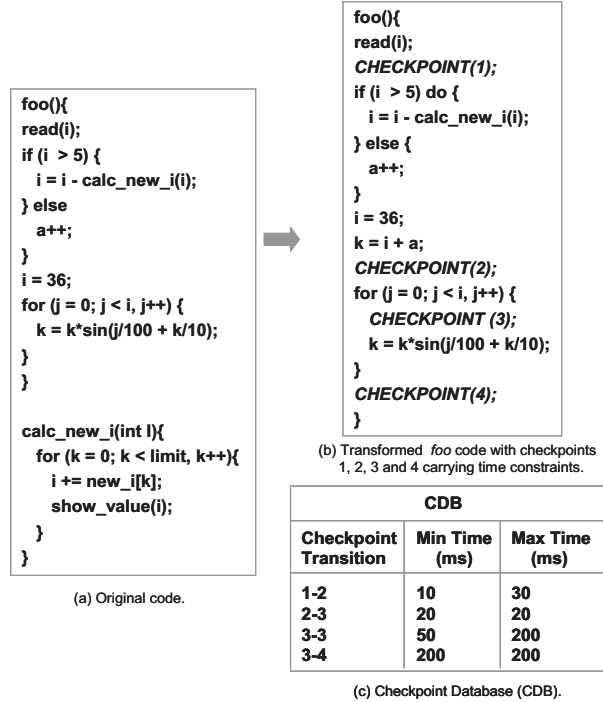 foo(){
read(i);
if (i > 5) {
i = i - calc_new_i(i);
} else
a++;
}
i = 36;
for (j = 0; j < i, j++) {
k = k*sin(j/100 + k/10);
}
}
calc_new_i(int l){
for (k = 0; k < limit, k++){
i += new_i[k];
show_value(i);
}
}
(a) Original code.
foo(){
read(i);
CHECKPOINT(1);
if (i > 5) do {
i = i - calc_new_i(i);
} else {
a++;
}
i = 36;
k = i + a;
CHECKPOINT(2);
for (j = 0; j < i, j++) {
CHECKPOINT (3);
k = k*sin(j/100 + k/10);
}
CHECKPOINT(4);
}
(b) Transformed foo code with checkpoints
1, 2, 3 and 4 carrying time constraints.
CDB
Checkpoint Min Time Max Time
Transition (ms) (ms)
1-2 10 30
2-3 20 20
3-3 50 200
3-4 200 200
(c) Checkpoint Database (CDB).